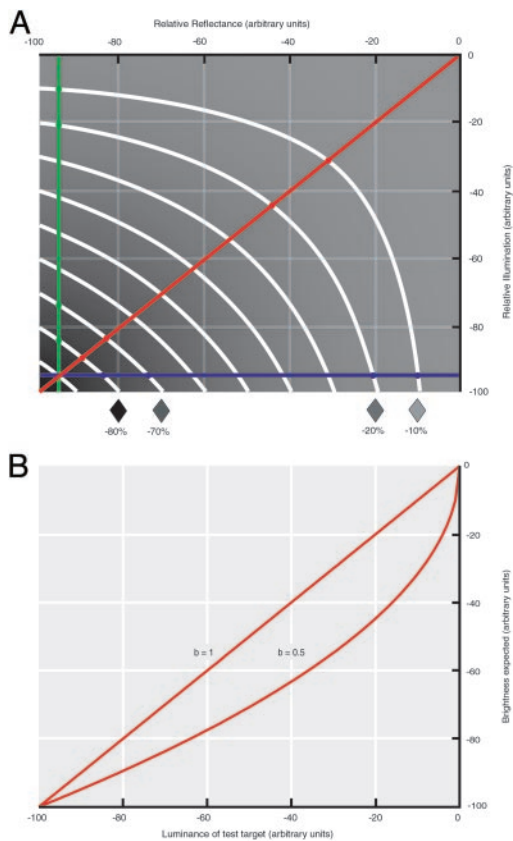 A
Relative Reflectance (arbitrary units)
-100 -80 -60 -40 -20 0
0
-20
-40
-60
-80
-100
Relative Illumination (arbitrary units)
-80% -70% -20% -10%
B
0
-20
-40
-60
-80
-100
Brightness expected (arbitrary units)
b = 1 b = 0.5
-100 -80 -60 -40 -20 0
Luminance of test target (arbitrary units)